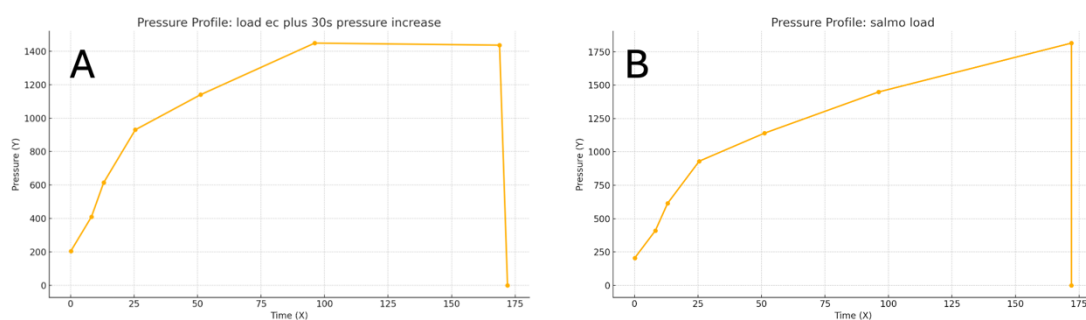 Pressure Profile: load ec plus 30s pressure increase
A
1400
1200
1000
800
600
400
200
0
Pressure (Y)
0 25 50 75 100 125 150 175
Time (X)
Pressure Profile: salmo load
B
1750
1500
1250
1000
750
500
250
0
Pressure (Y)
0 25 50 75 100 125 150 175
Time (X)